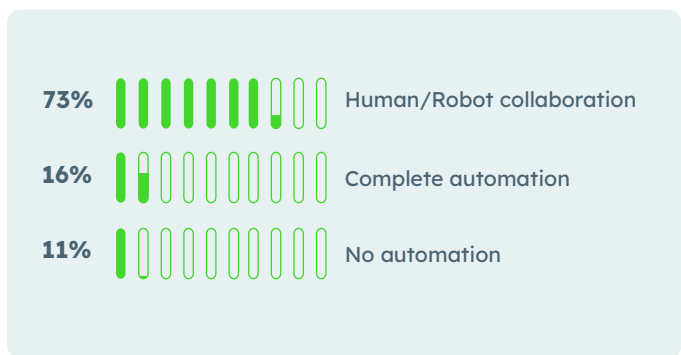 73% Human/Robot collaboration
16% Complete automation
11% No automation